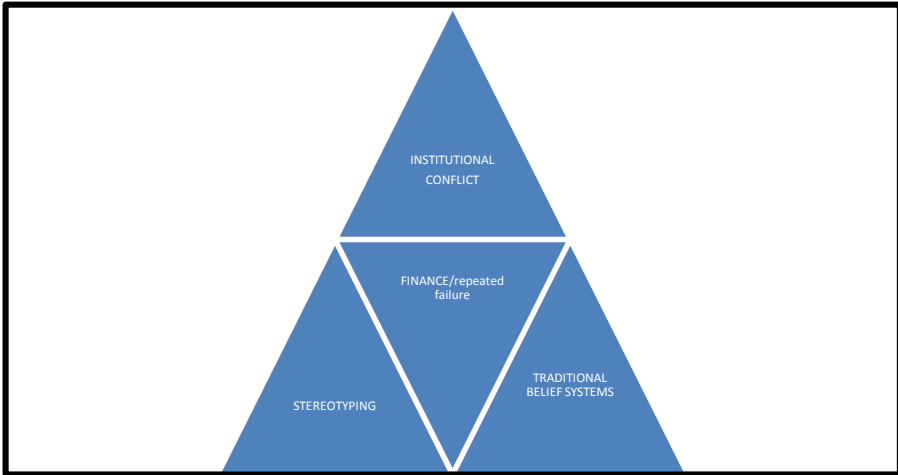 INSTITUTIONAL
CONFLICT
FINANCE/repeated
failure
TRADITIONAL
BELIEF SYSTEMS
STEREOTYPING